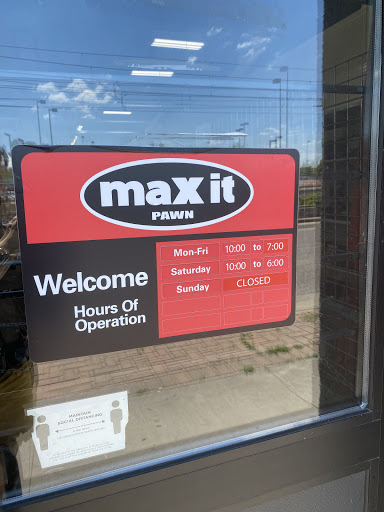 max it
PAWN
Welcome
Hours Of
Operation
Mon-Fri 10:00 to 7:00
Saturday 10:00 to 6:00
Sunday CLOSED
MAINTAIN
SOCIAL DISTANCING